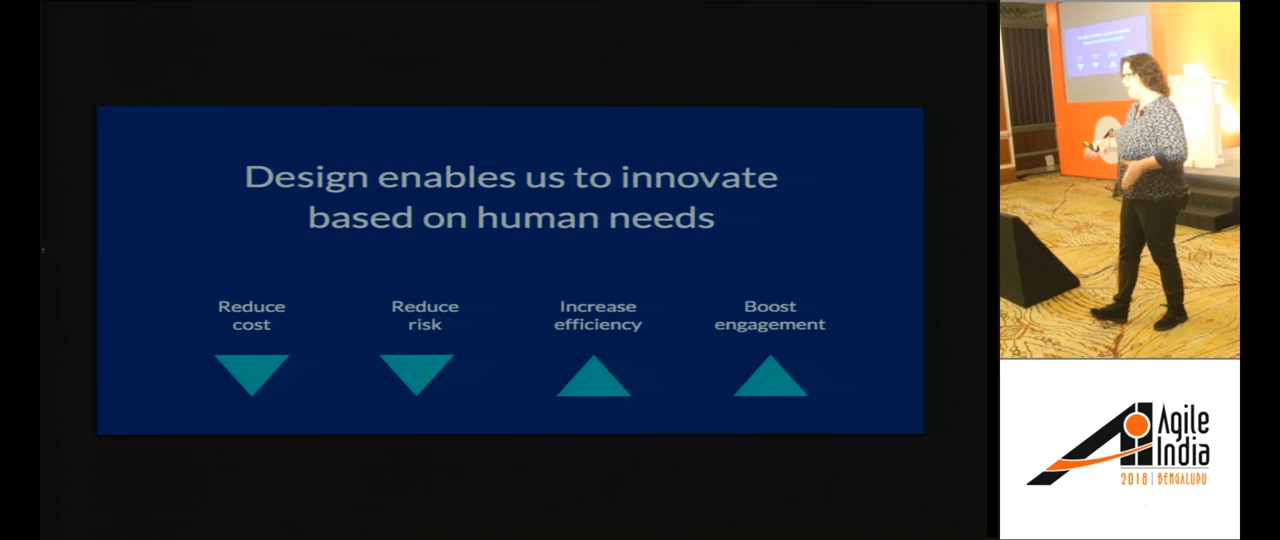 Design enables us to innovate
based on human needs
Reduce
cost
Reduce
risk
Increase
efficiency
Boost
engagement
Agile
India
2018 | BENGALURU